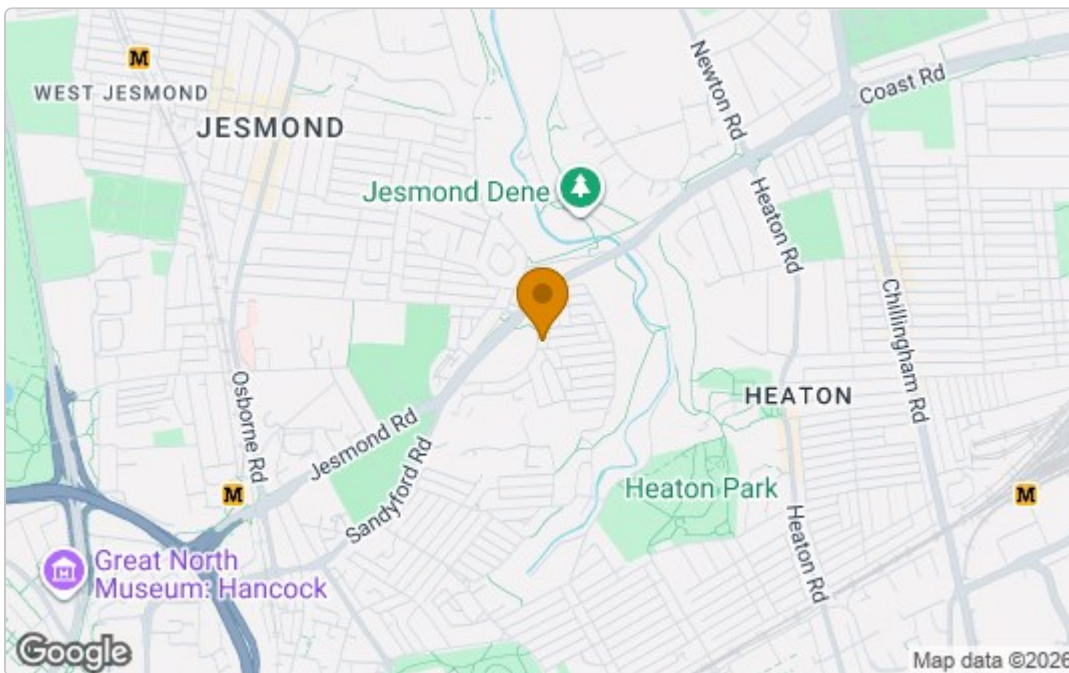 M
WEST JESMOND
JESMOND
Newton Rd
Coast Rd
Jesmond Dene
Heaton Rd
Chillingham Rd
Osborne Rd
HEATON
Jesmond Rd
Sandyford Rd
M
Heaton Park
M
Heaton Rd
Great North
Museum: Hancock
Google
Map data ©2026